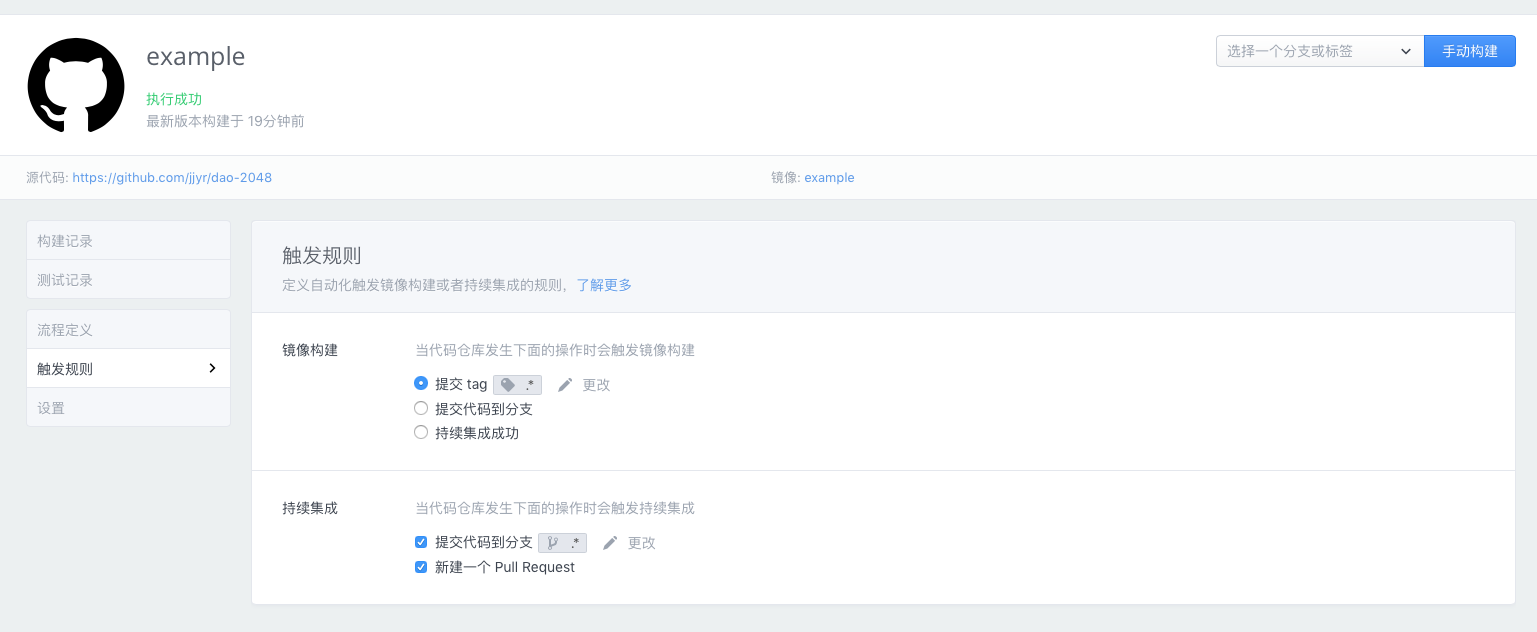 example
选择一个分支或标签
手动构建
执行成功
最新版本构建于 19分钟前
源代码: https://github.com/jjyr/dao-2048
镜像: example
构建记录
测试记录
流程定义
触发规则
设置
触发规则
定义自动化触发镜像构建或者持续集成的规则，了解更多
镜像构建
当代码仓库发生下面的操作时会触发镜像构建
提交 tag .* 更改
提交代码到分支
持续集成成功
持续集成
当代码仓库发生下面的操作时会触发持续集成
提交代码到分支 .* 更改
新建一个 Pull Request